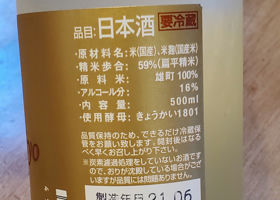 品目:日本酒 要冷蔵
・原材料名:米(国産)、米麹(国産米)
・精米歩合: 59%(扁平精米)
・原料米: 雄町100%
・アルコール分: 16%
・内容量: 500ml
・使用酵母:きょうかい1801
品質保持のため、できるだけ冷蔵保
管をお願い致します。開封後はなる
べく早くお召し上がり下さい。
※炭素濾過処理をしていないお酒です
ので、おりが沈殿している場合がござ
いますが品質には問題ありません。
製造年月 21.06